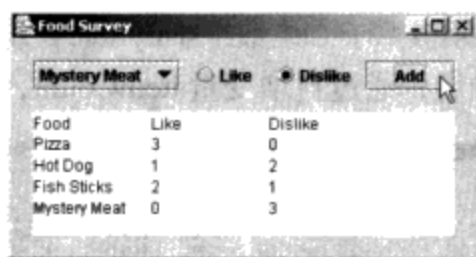 Food Survey
Mystery Meat Like Dislike Add
Food Like Dislike
Pizza 3 0
Hot Dog 1 2
Fish Sticks 2 1
Mystery Meat 0 3